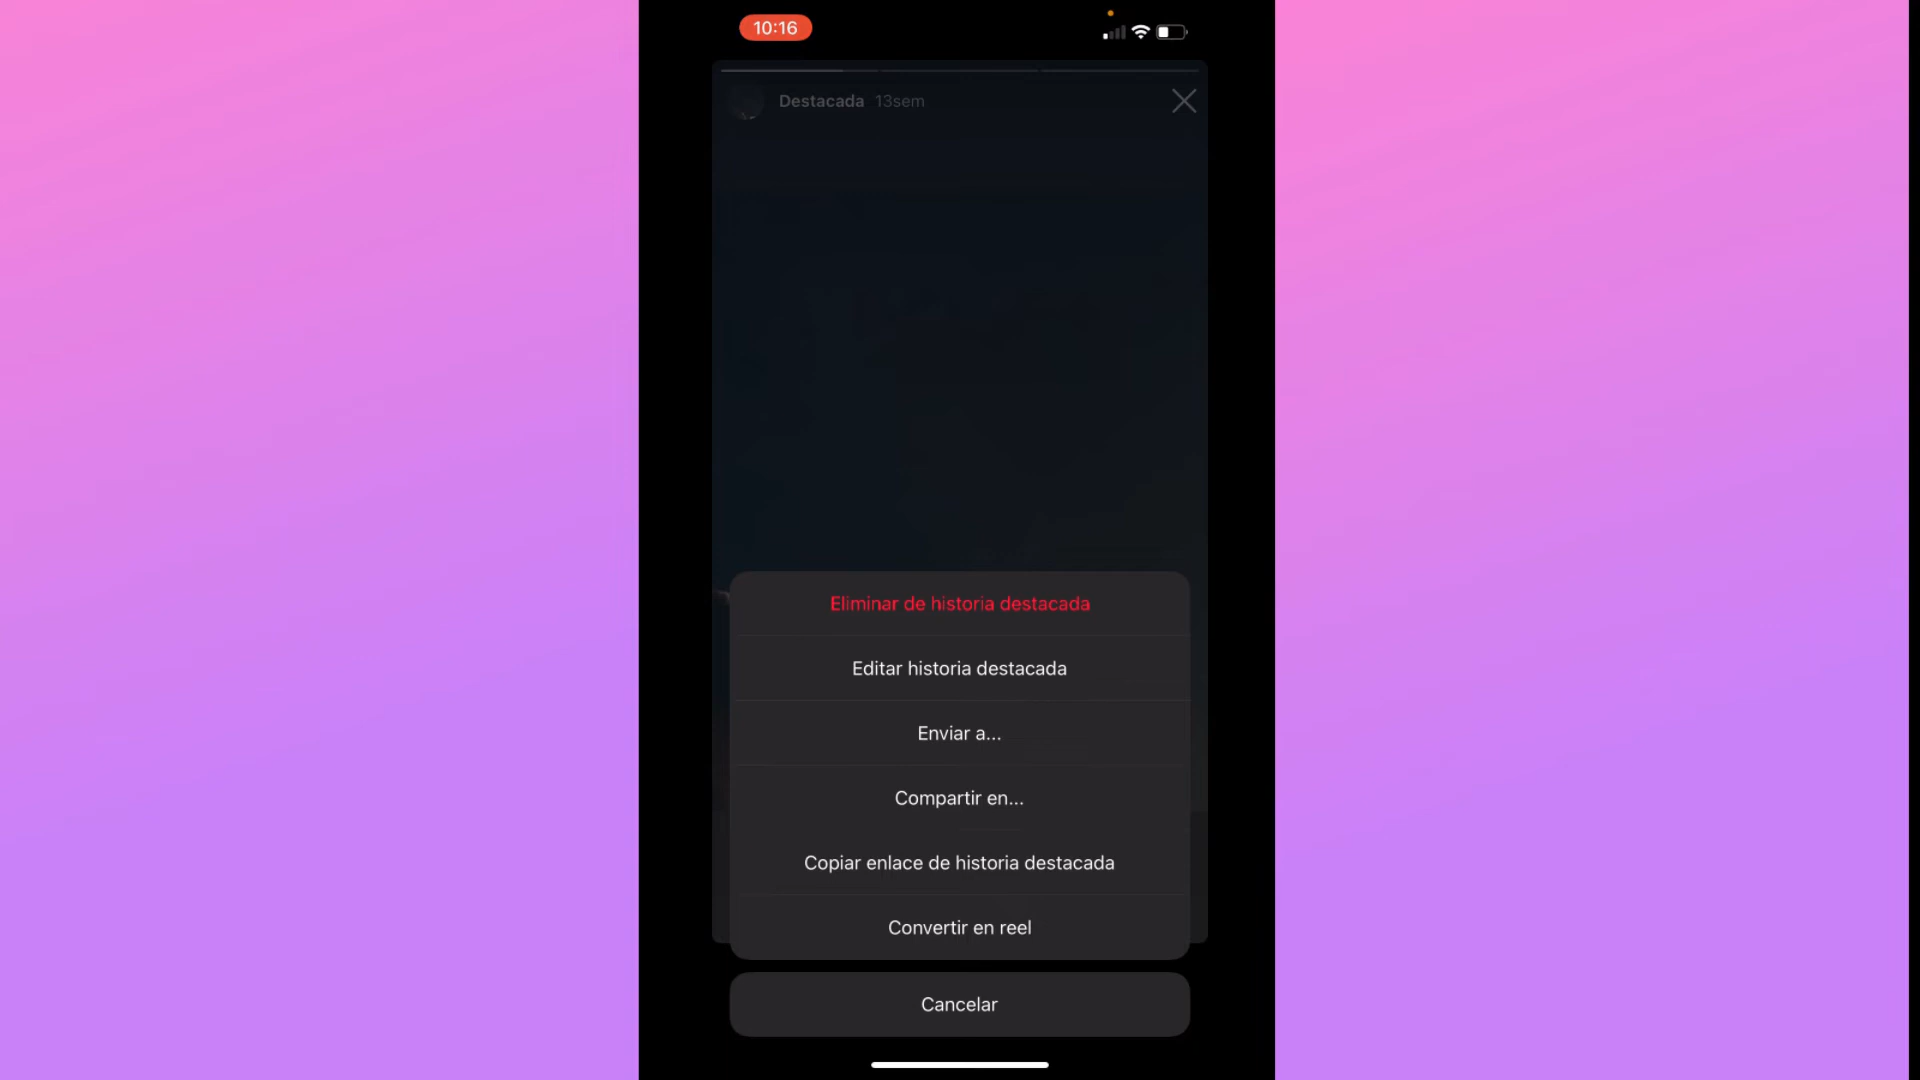 10:16
Destacada 13sem
Eliminar de historia destacada
Editar historia destacada
Enviar a...
Compartir en...
Copiar enlace de historia destacada
Convertir en reel
Cancelar